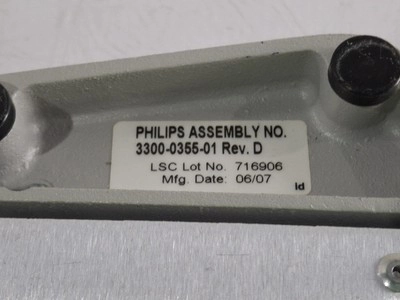 PHILIPS ASSEMBLY NO.
3300-0355-01 Rev. D
LSC Lot No. 716906
Mfg. Date: 06/07
ld